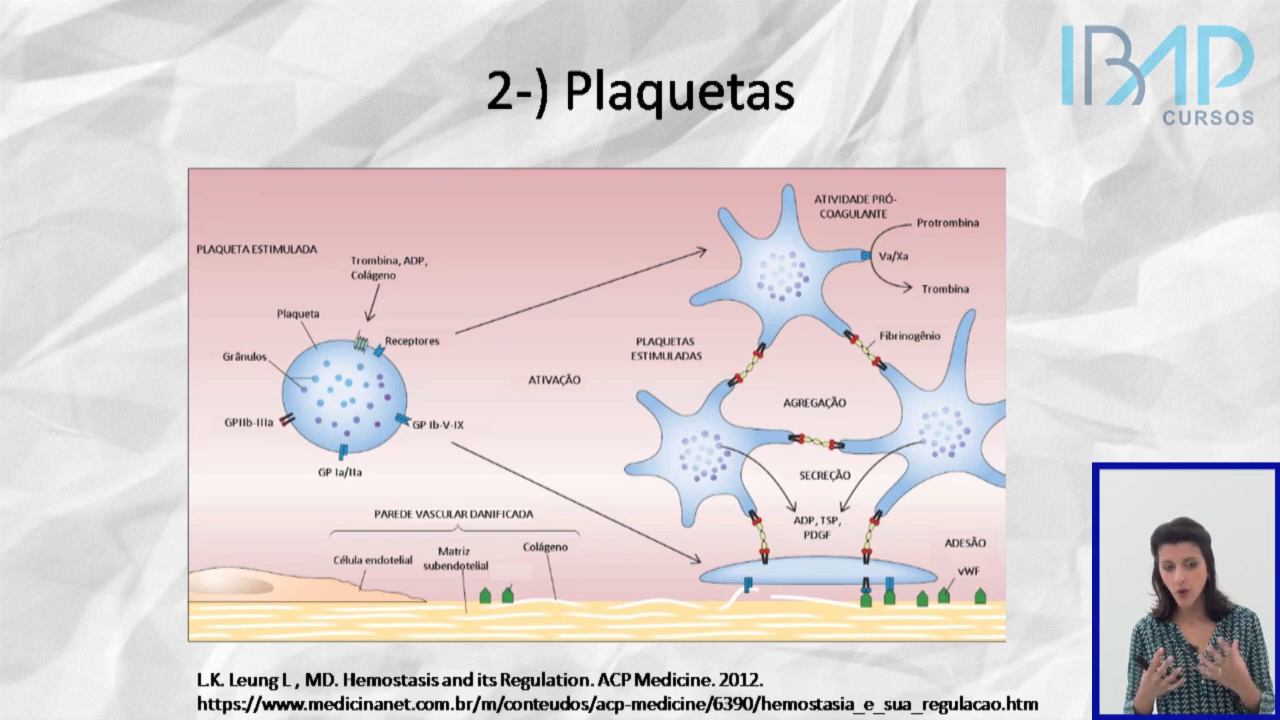 IBAP
CURSOS
2-) Plaquetas
PLAQUETA ESTIMULADA
Trombina, ADP,
Colágeno
Plaqueta
Receptores
Grânulos
GPIIb-IIIa
GP Ib-V-IX
GP Ia/IIa
ATIVAÇÃO
PAREDE VASCULAR DANIFICADA
Célula endotelial
Matriz
subendotelial
Colágeno
ATIVIDADE PRÓ-
COAGULANTE
Protrombina
Va/Xa
Trombina
PLAQUETAS
ESTIMULADAS
Fibrinogênio
AGREGAÇÃO
SECREÇÃO
ADP, TSP,
PDGF
ADESÃO
vWF
L.K. Leung L , MD. Hemostasis and its Regulation. ACP Medicine. 2012.
https://www.medicinanet.com.br/m/conteudos/acp-medicine/6390/hemostasia_e_sua_regulacao.htm